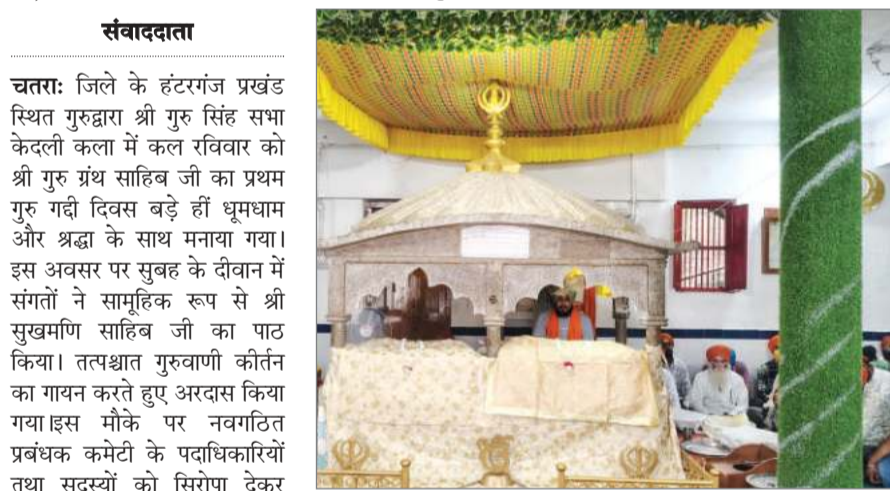 संवाददाता
चतराः जिले के हंटरगंज प्रखंड
स्थित गुरुद्वारा श्री गुरु सिंह सभा
केदली कला में कल रविवार को
श्री गुरु ग्रंथ साहिब जी का प्रथम
गुरु गद्दी दिवस बड़े हीं धूमधाम
और श्रद्धा के साथ मनाया गया।
इस अवसर पर सुबह के दीवान में
संगतों ने सामूहिक रूप से श्री
सुखमणि साहिब जी का पाठ
किया। तत्पश्चात गुरुवाणी कीर्तन
का गायन करते हुए अरदास किया
गया।इस मौके पर नवगठित
प्रबंधक कमेटी के पदाधिकारियों
तथा सदस्यों को सिरोपा देकर